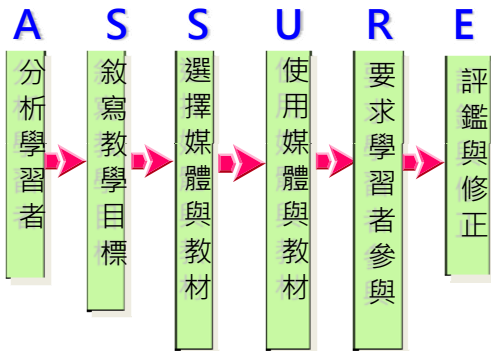 A S S U R E
分析學習者
敘寫教學目標
選擇媒體與教材
使用媒體與教材
要求學習者參與
評鑑與修正